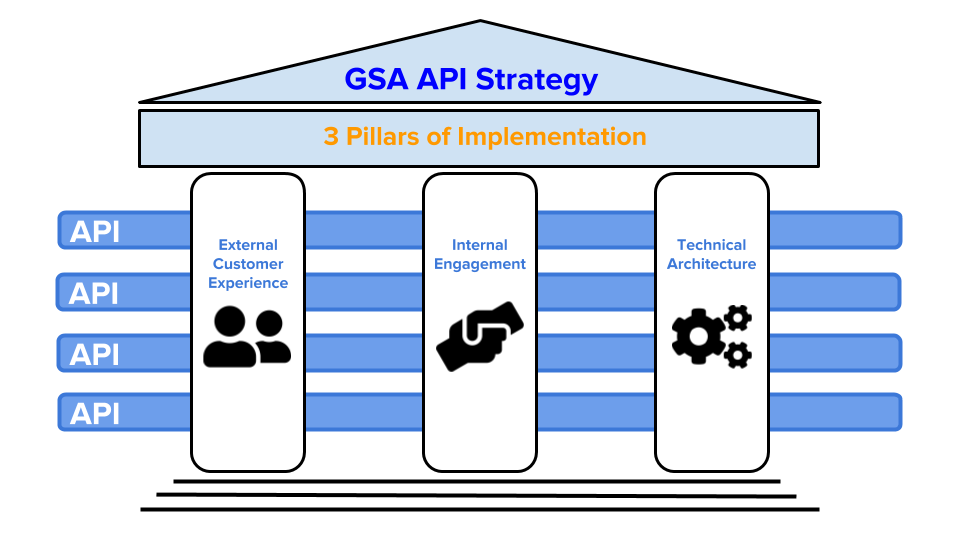 GSA API Strategy
3 Pillars of Implementation
API
API
API
API
External
Customer
Experience
Internal
Engagement
Technical
Architecture